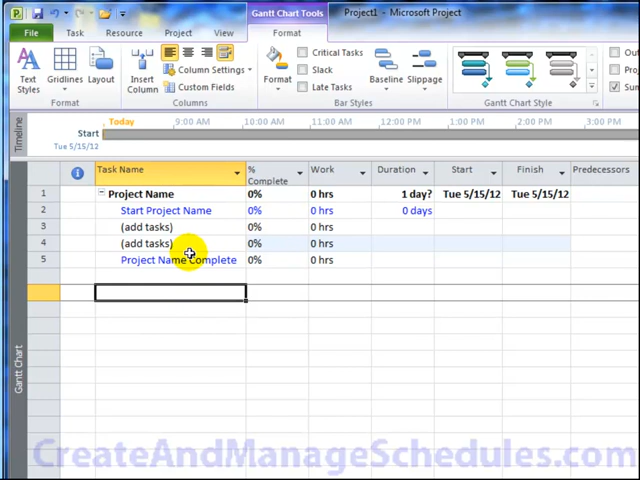 Gantt Chart Tools
Project1 - Microsoft Project
File
Task
Resource
Project
View
Format
Text Styles
Gridlines
Layout
Format
Insert Column
Column Settings
Custom Fields
Columns
Format
Critical Tasks
Slack
Late Tasks
Baseline
Slippage
Bar Styles
Gantt Chart Style
Timeline
Start
Tue 5/15/12
Today
9:00 AM
10:00 AM
11:00 AM
12:00 PM
1:00 PM
2:00 PM
3:00 PM
Task Name
% Complete
Work
Duration
Start
Finish
Predecessors
1 Project Name 0% 0 hrs 1 day? Tue 5/15/12 Tue 5/15/12
2 Start Project Name 0% 0 hrs 0 days
3 (add tasks) 0% 0 hrs
4 (add tasks) 0% 0 hrs
5 Project Name Complete 0% 0 hrs
Gantt Chart
CreateAndManageSchedules.com